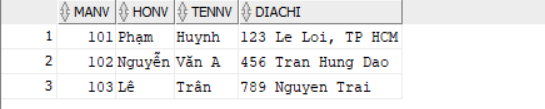 MANV HONV TENNV DIACHI
1 101 Phạm Huynh 123 Le Loi, TP HCM
2 102 Nguyễn Văn A 456 Tran Hung Dao
3 103 Lê Trân 789 Nguyen Trai